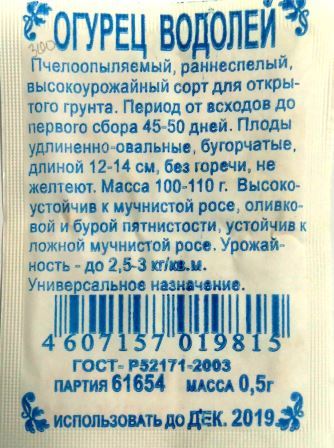 ОГУРЕЦ ВОДОЛЕЙ
Пчелоопыляемый, раннеспелый,
высокоурожайный сорт для откры-
того грунта. Период от всходов до
первого сбора 45-50 дней. Плоды
удлиненно-овальные, бугорчатые,
длиной 12-14 см, без горечи, не
желтеют. Масса 100-110 г. Высоко-
устойчив к мучнистой росе, оливко-
вой и бурой пятнистости, устойчив к
ложной мучнистой росе. Урожай-
ность - до 2,5-3 кг/кв.м.
Универсальное назначение.
4607157 019815
ГОСТ- Р52171-2003
ПАРТИЯ 61654 МАССА 0,5г
ИСПОЛЬЗОВАТЬ ДО ДЕК. 2019